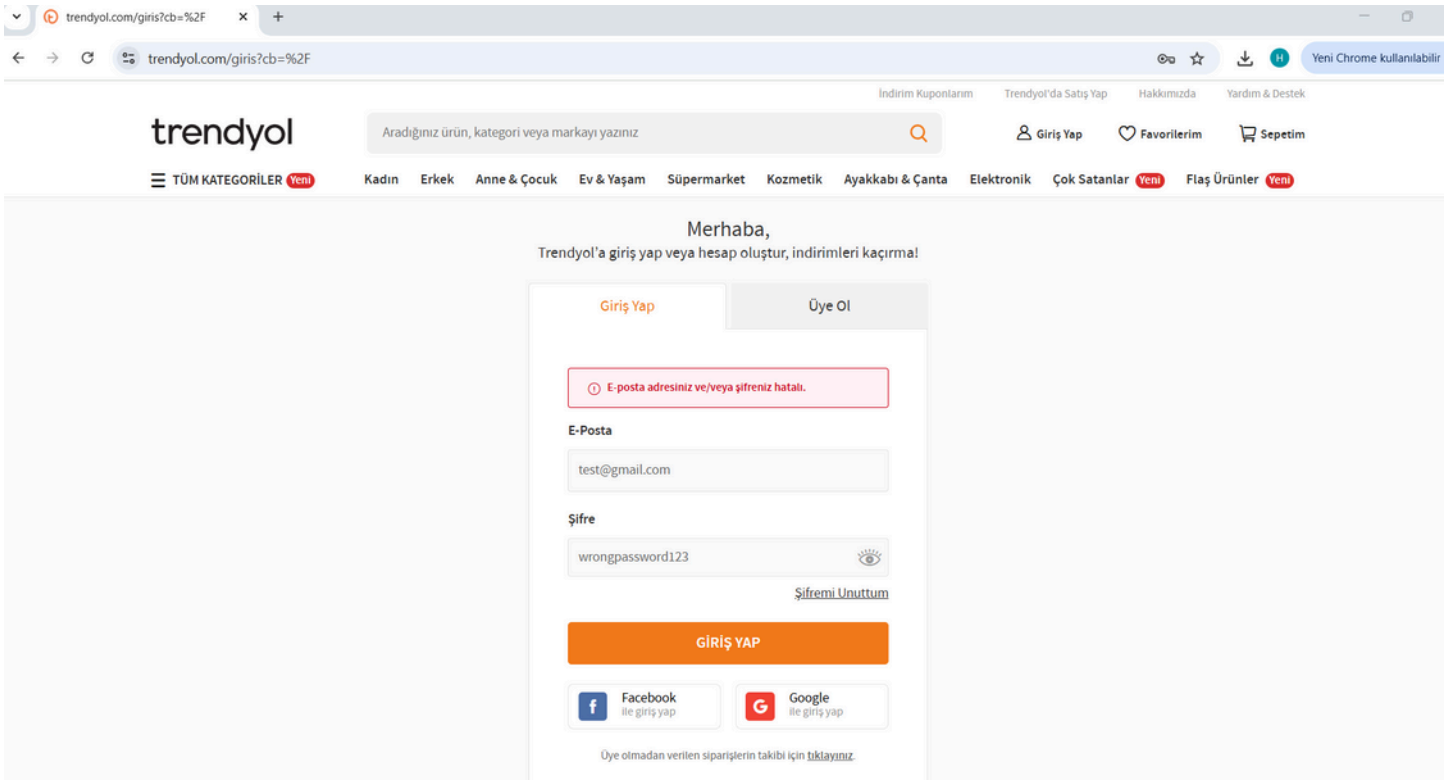 trendyol.com/giris?cb=%2F
trendyol.com/giris?cb=%2F
H
Yeni Chrome kullanılabilir
İndirim Kuponlarım Trendyol'da Satış Yap Hakkımızda Yardım & Destek
trendyol
Aradığınız ürün, kategori veya markayı yazınız
Giriş Yap Favorilerim Sepetim
TÜM KATEGORİLER Yeni Kadın Erkek Anne & Çocuk Ev & Yaşam Süpermarket Kozmetik Ayakkabı & Çanta Elektronik Çok Satanlar Yeni Flaş Ürünler Yeni
Merhaba,
Trendyol'a giriş yap veya hesap oluştur, indirimleri kaçırma!
Giriş Yap Üye Ol
E-posta adresiniz ve/veya şifreniz hatalı.
E-Posta
test@gmail.com
Şifre
wrongpassword123
Şifremi Unuttum
GİRİŞ YAP
f Facebook G Google
ile giriş yap ile giriş yap
Üye olmadan verilen siparişlerin takibi için tıklayınız.